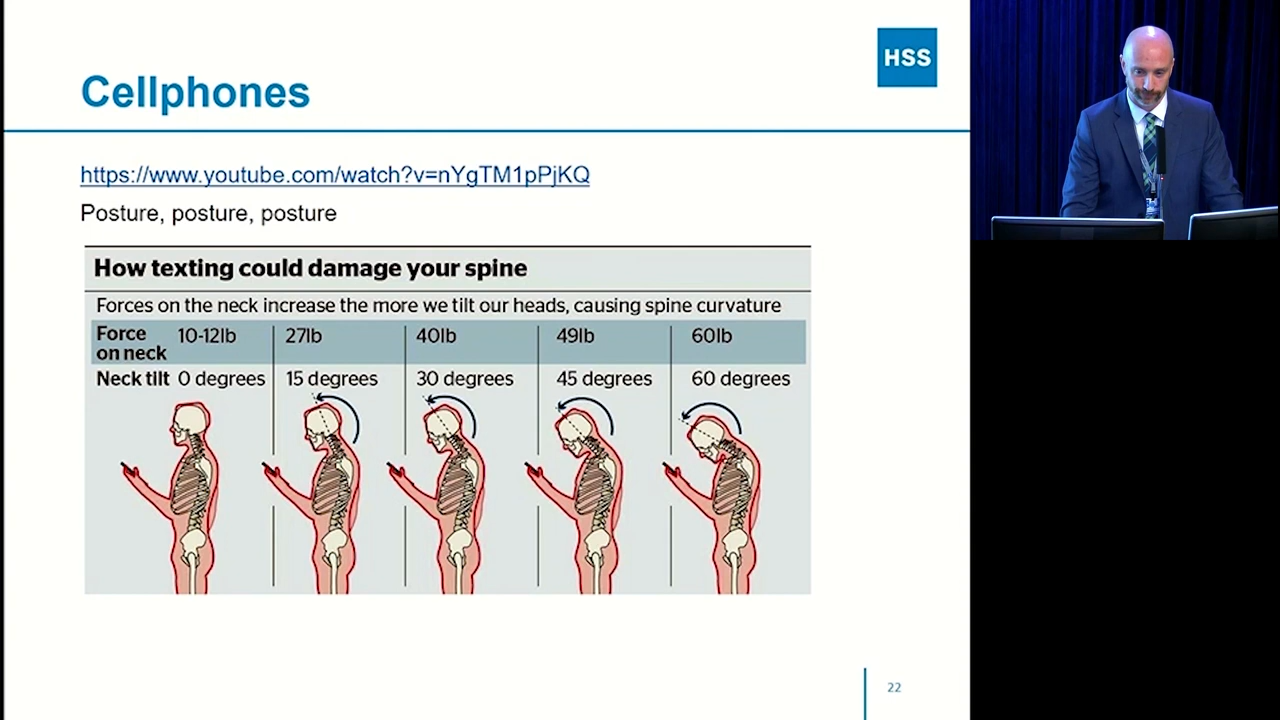 HSS
Cellphones
https://www.youtube.com/watch?v=nYgTM1pPjKQ
Posture, posture, posture
How texting could damage your spine
Forces on the neck increase the more we tilt our heads, causing spine curvature
Force on neck 10-12lb 27lb 40lb 49lb 60lb
Neck tilt 0 degrees 15 degrees 30 degrees 45 degrees 60 degrees
22